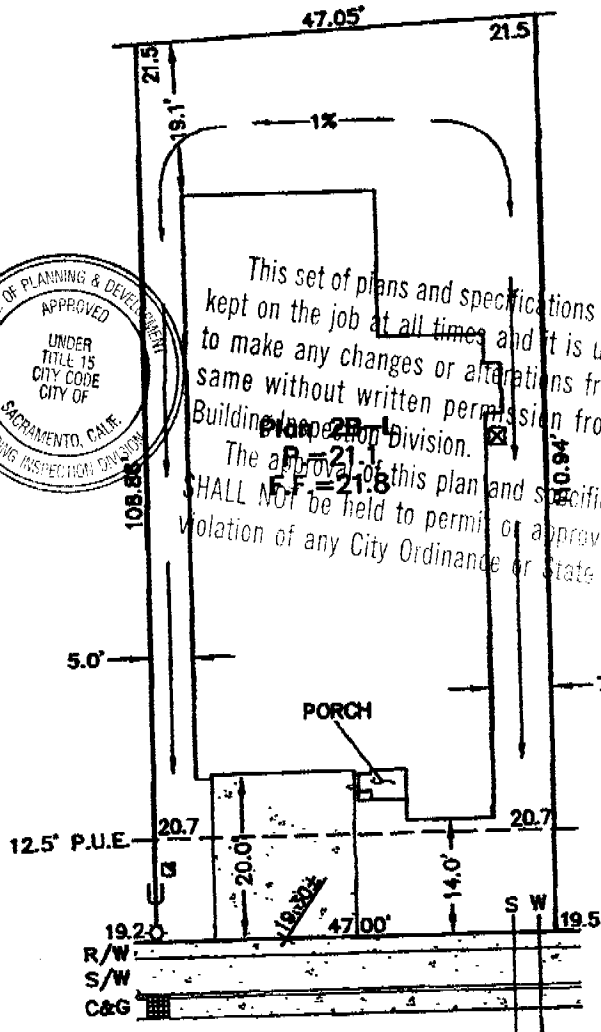 47.05'
21.5
21.5
19.1'
1%
OF PLANNING & DEVELOPMENT
APPROVED
UNDER
TITLE 15
CITY CODE
CITY OF
SACRAMENTO, CALIF.
INSPECTION DIVISION
This set of plans and specifications
kept on the job at all times and it is
to make any changes or alterations
same without written permission
Building Inspection Division.
Plan 2B-L
P.=21.1
The approval of this plan and
F.F.=21.8
SHALL NOT be held to permit or
violation of any City Ordinance or State
108.86'
5.0'
PORCH
12.5' P.U.E.
20.7
20.7
20.0'
14.0'
19.30±
47.00'
S W
19.2
19.5
R/W
S/W
C&G